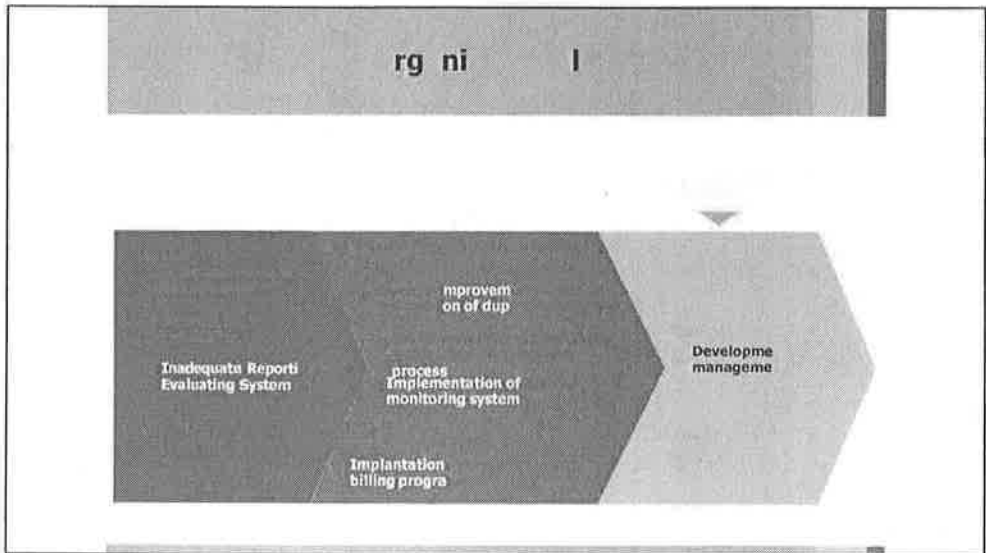 rg ni l
mprovem
on of dup
Inadequate Reporti
Evaluating System
process
Implementation of
monitoring system
Developme
manageme
Implantation
billing progra